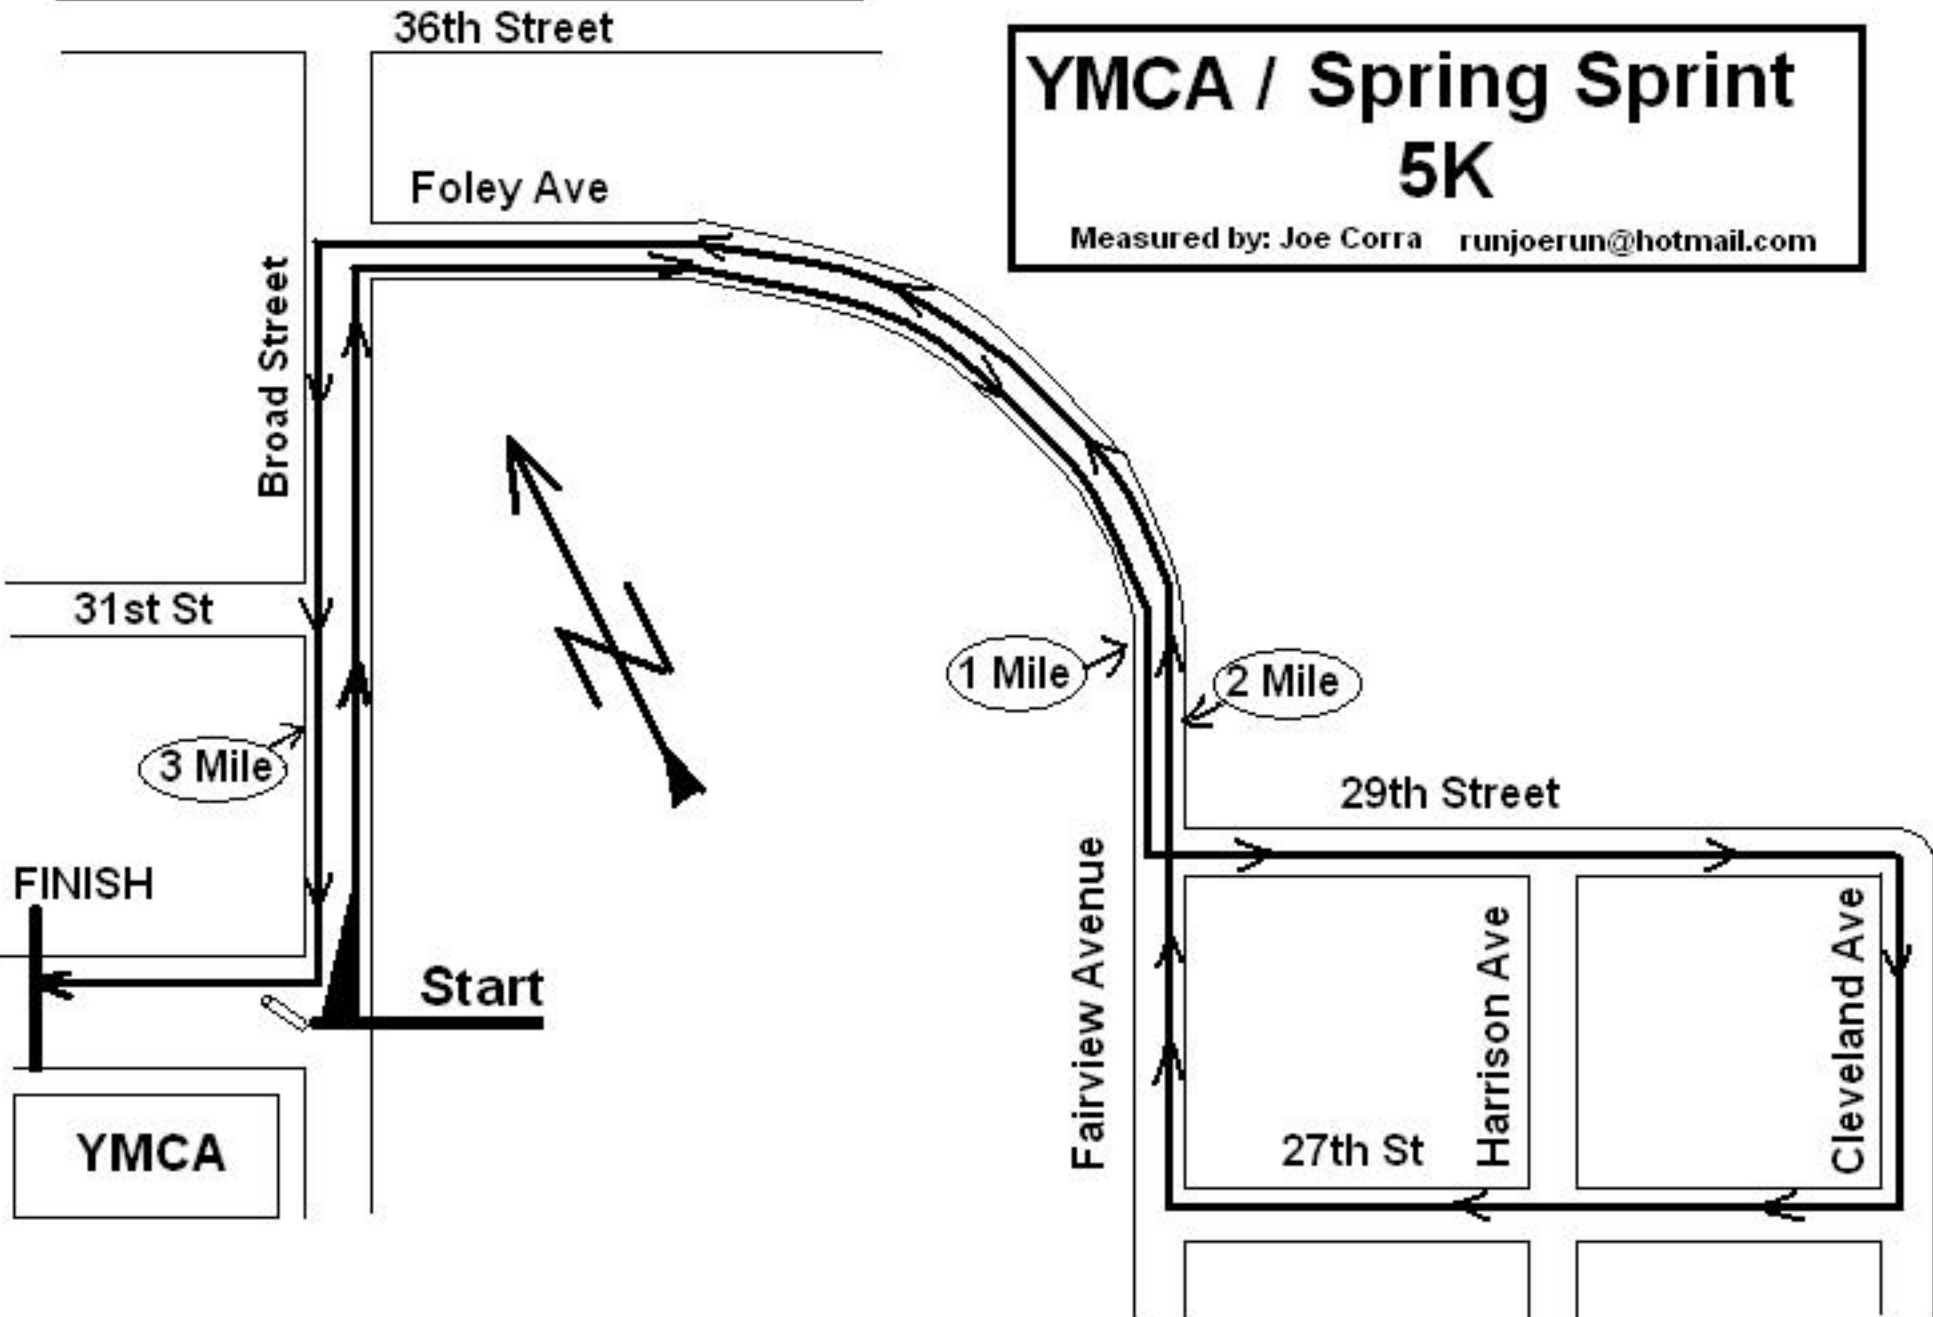 36th Street
YMCA / Spring Sprint
5K
Measured by: Joe Corra runjoerun@hotmail.com
Foley Ave
Broad Street
31st St
1 Mile
2 Mile
3 Mile
29th Street
FINISH
Start
Fairview Avenue
Harrison Ave
Cleveland Ave
27th St
YMCA
N